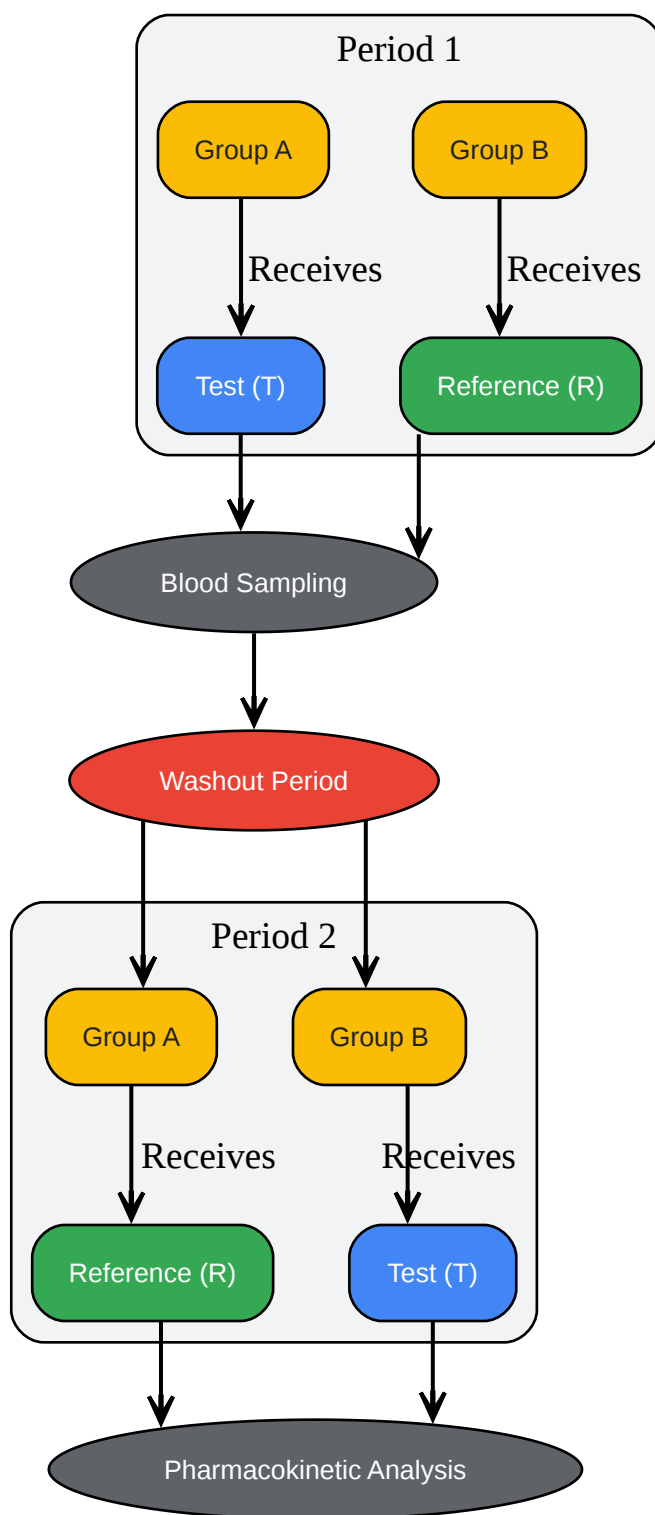 Period 1
Group A
Group B
Receives
Receives
Test (T)
Reference (R)
Blood Sampling
Washout Period
Period 2
Group A
Group B
Receives
Receives
Reference (R)
Test (T)
Pharmacokinetic Analysis